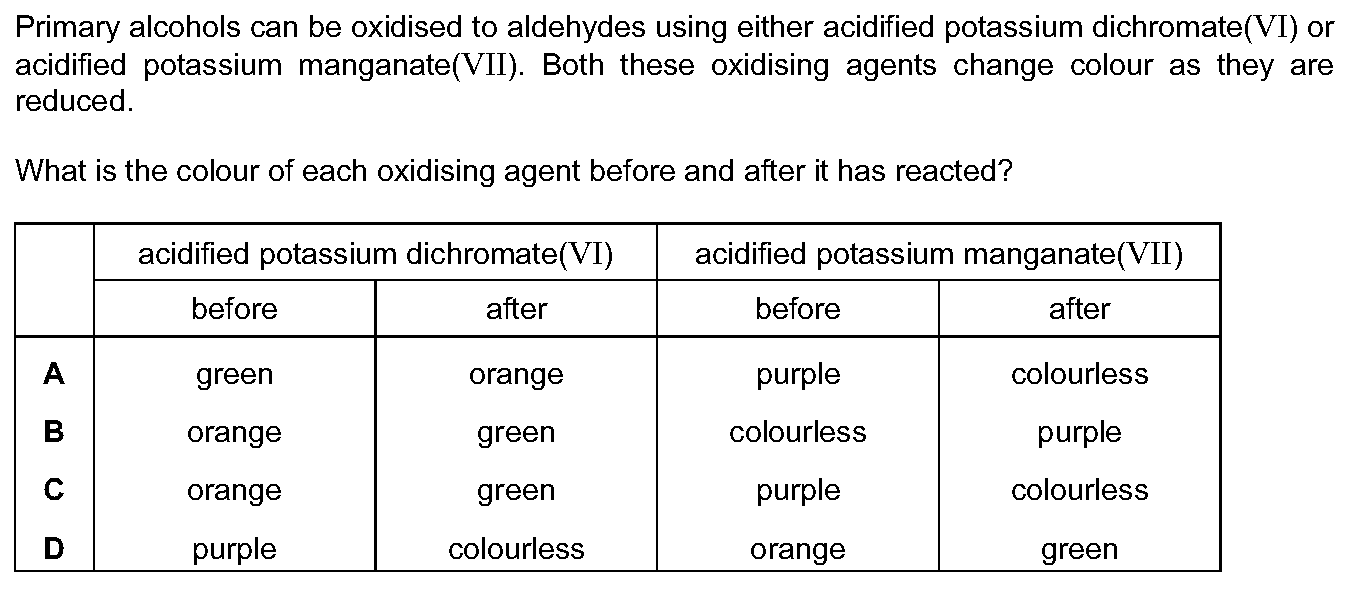 Primary alcohols can be oxidised to aldehydes using either acidified potassium dichromate(VI) or
acidified potassium manganate(VII). Both these oxidising agents change colour as they are
reduced.
What is the colour of each oxidising agent before and after it has reacted?
acidified potassium dichromate(VI) acidified potassium manganate(VII)
before after before after
A green orange purple colourless
B orange green colourless purple
C orange green purple colourless
D purple colourless orange green